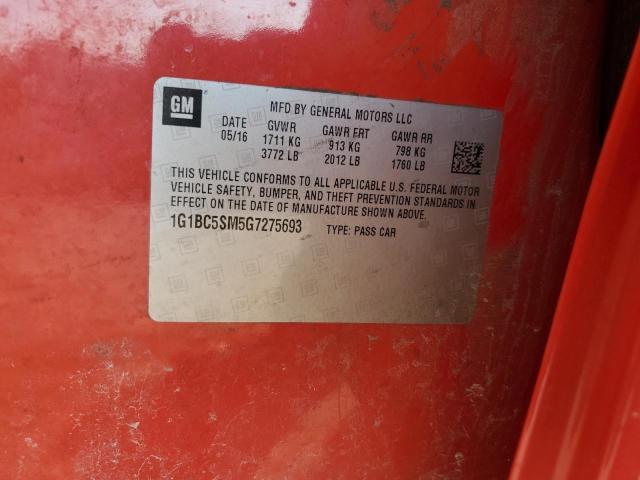 GM
MFD BY GENERAL MOTORS LLC
DATE GVWR GAWR FRT GAWR RR
05/16 1711 KG 913 KG 798 KG
3772 LB 2012 LB 1760 LB
THIS VEHICLE CONFORMS TO ALL APPLICABLE U.S. FEDERAL MOTOR
VEHICLE SAFETY, BUMPER, AND THEFT PREVENTION STANDARDS IN
EFFECT ON THE DATE OF MANUFACTURE SHOWN ABOVE.
1G1BC5SM5G7275693 TYPE: PASS CAR